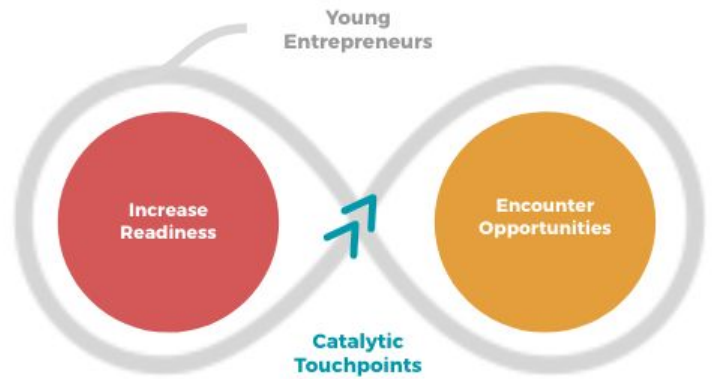 Young
Entrepreneurs
Increase
Readiness
Encounter
Opportunities
Catalytic
Touchpoints